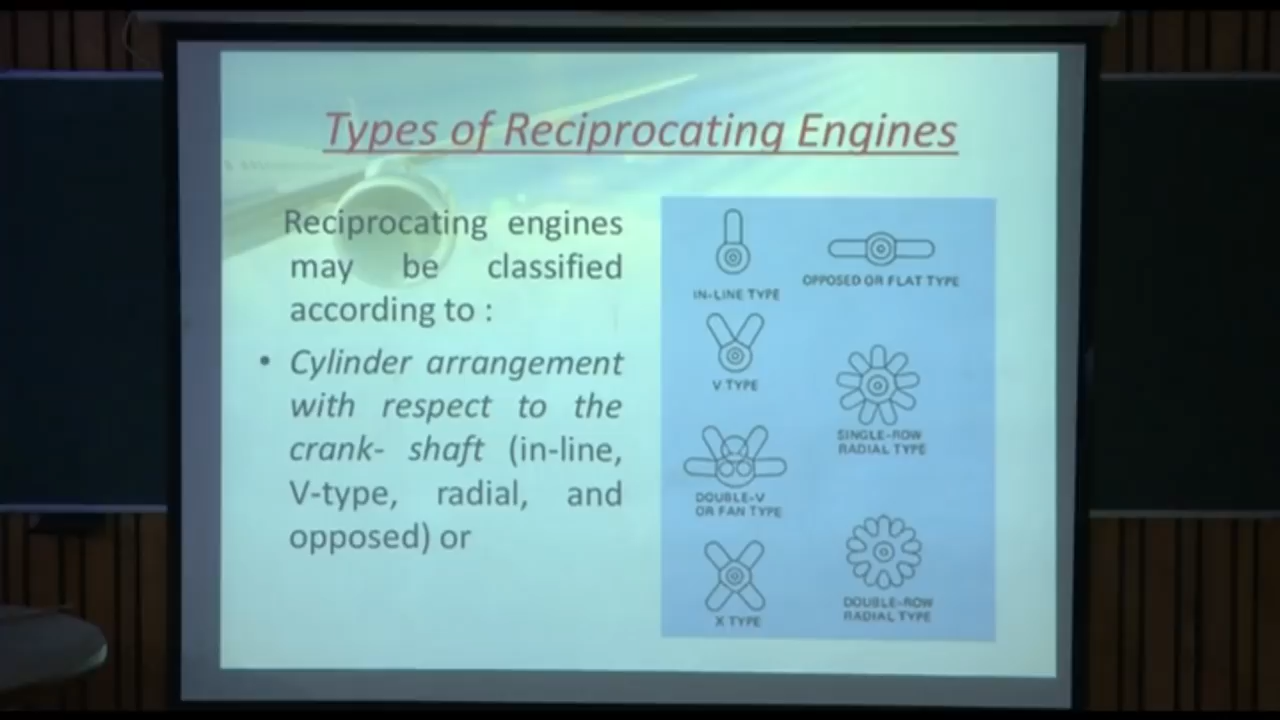 Types of Reciprocating Engines
Reciprocating engines
may be classified
according to :
• Cylinder arrangement
with respect to the
crank- shaft (in-line,
V-type, radial, and
opposed) or
IN-LINE TYPE
OPPOSED OR FLAT TYPE
V TYPE
SINGLE-ROW
RADIAL TYPE
DOUBLE-V
OR FAN TYPE
X TYPE
DOUBLE-ROW
RADIAL TYPE